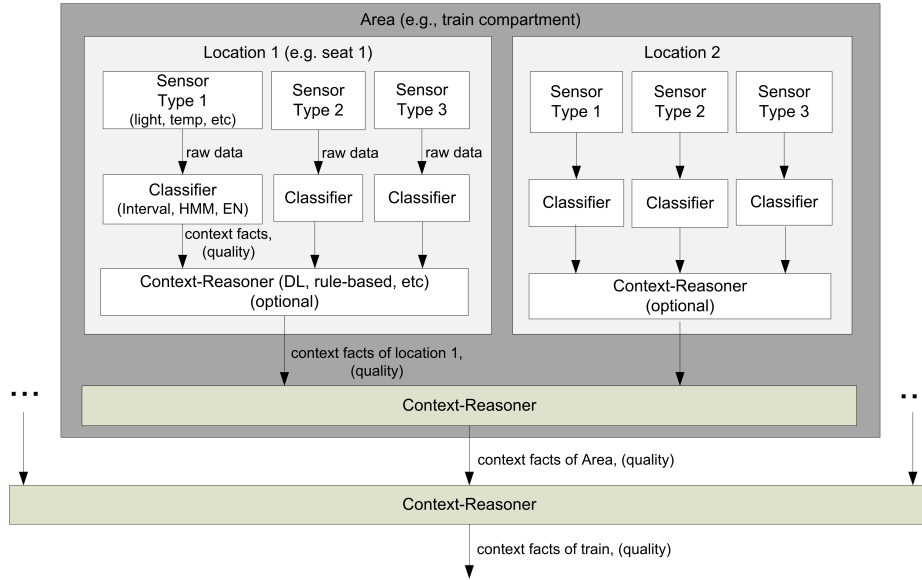 Area (e.g., train compartment)
Location 1 (e.g. seat 1)
Location 2
Sensor
Type 1
(light, temp, etc)
Sensor
Type 2
Sensor
Type 3
Sensor
Type 1
Sensor
Type 2
Sensor
Type 3
raw data
raw data
raw data
Classifier
(Interval, HMM, EN)
Classifier
Classifier
Classifier
Classifier
Classifier
context facts,
(quality)
Context-Reasoner (DL, rule-based, etc)
(optional)
Context-Reasoner
(optional)
context facts of location 1,
(quality)
...
Context-Reasoner
..
context facts of Area, (quality)
Context-Reasoner
context facts of train, (quality)